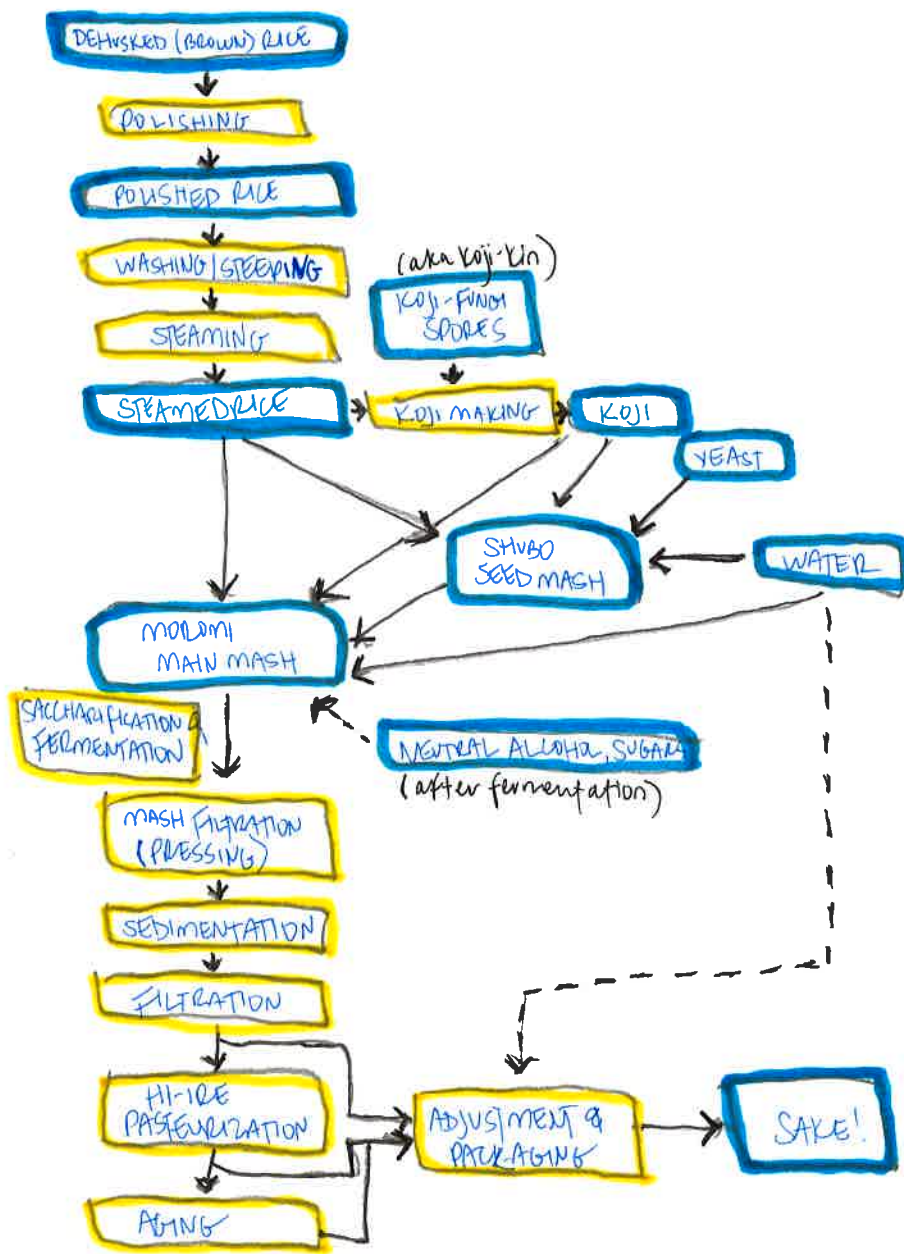 DEHUSKED (BROWN) RICE
POLISHING
POLISHED RICE
WASHING/STEEPING
(aka koji-kin)
KOJI-FUNGI
SPORES
STEAMING
STEAMED RICE
KOJI MAKING
KOJI
YEAST
SHUBO
SEED MASH
WATER
MOROMI
MAIN MASH
SACCHARIFICATION &
FERMENTATION
NEUTRAL ALCOHOL, SUGARS
(after fermentation)
MASH FILTRATION
(PRESSING)
SEDIMENTATION
FILTRATION
HI-IRE
PASTEURIZATION
ADJUSTMENT &
PACKAGING
SAKE!
AGING